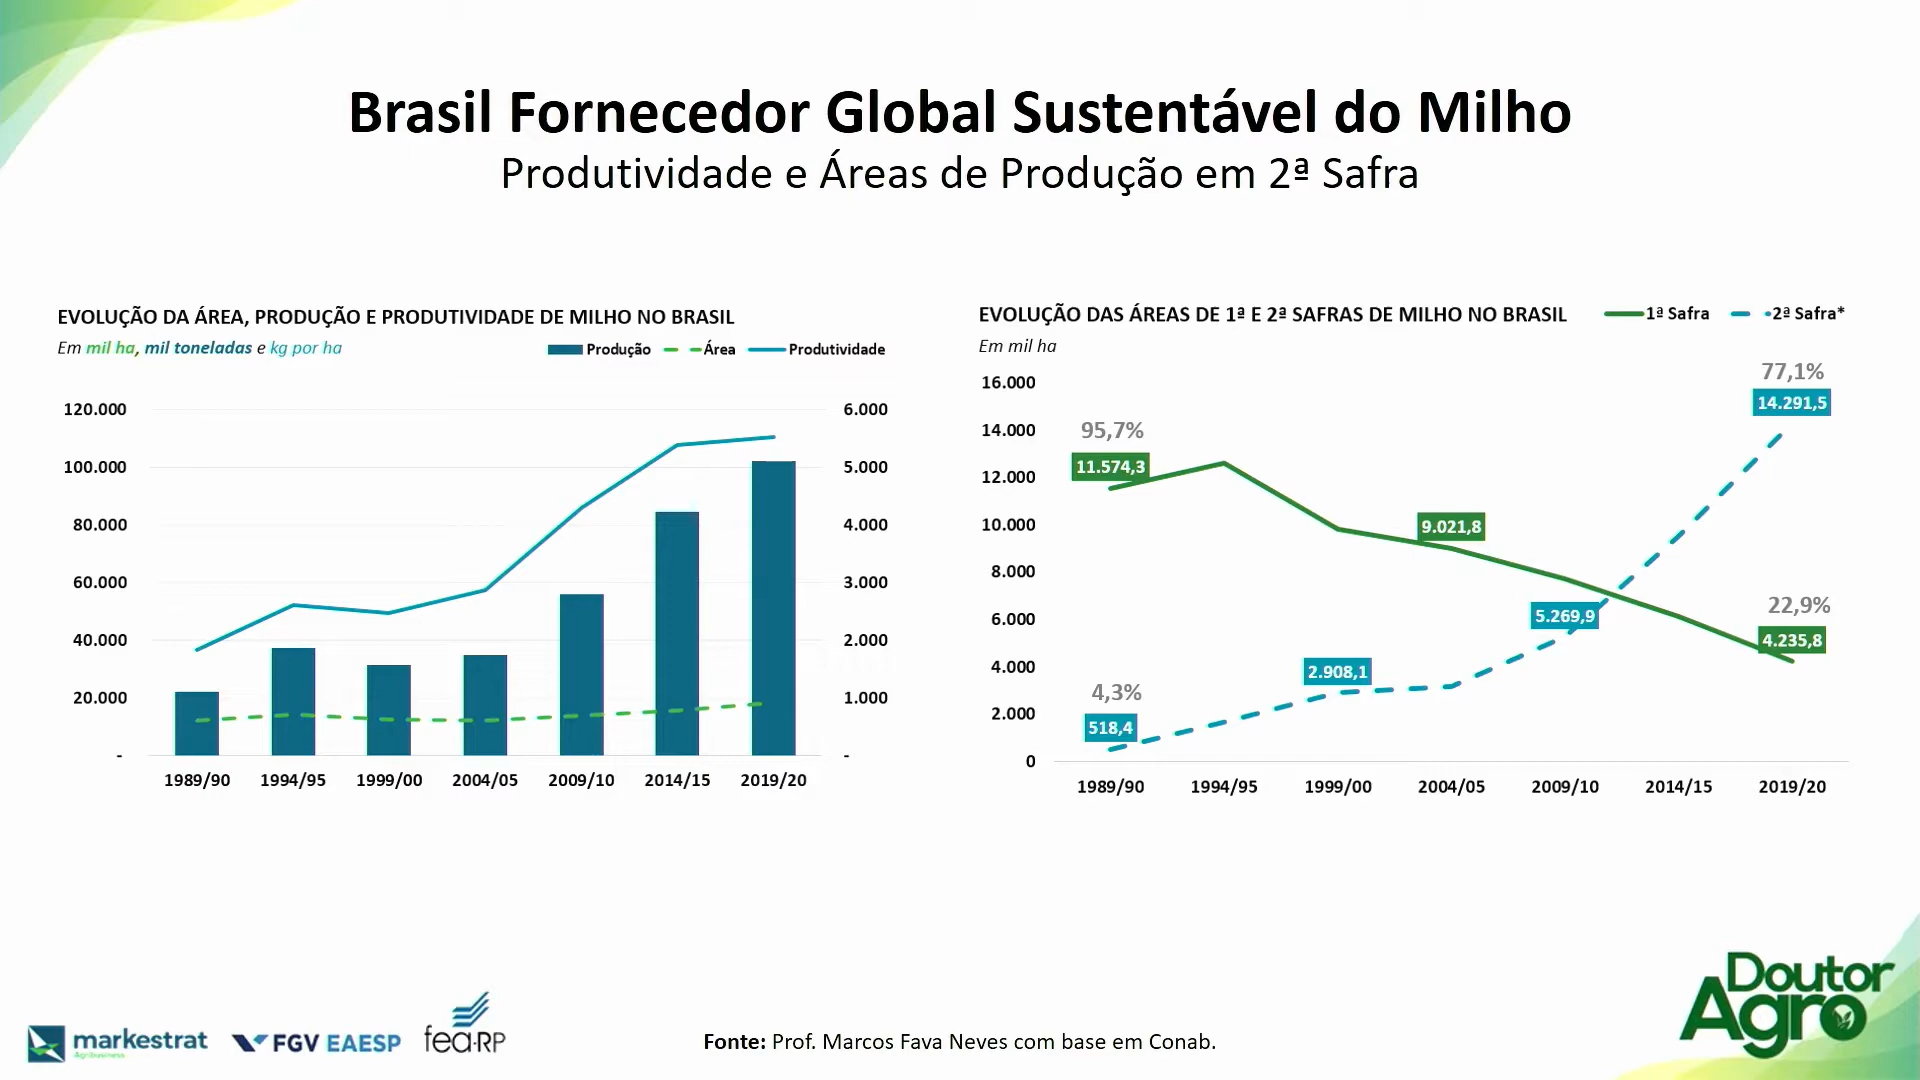 Brasil Fornecedor Global Sustentável do Milho
Produtividade e Áreas de Produção em 2ª Safra
EVOLUÇÃO DA ÁREA, PRODUÇÃO E PRODUTIVIDADE DE MILHO NO BRASIL
Em mil ha, mil toneladas e kg por ha
Produção Área Produtividade
120.000
100.000
80.000
60.000
40.000
20.000
-
6.000
5.000
4.000
3.000
2.000
1.000
-
1989/90 1994/95 1999/00 2004/05 2009/10 2014/15 2019/20
EVOLUÇÃO DAS ÁREAS DE 1ª E 2ª SAFRAS DE MILHO NO BRASIL
1ª Safra 2ª Safra*
Em mil ha
16.000
14.000
12.000
10.000
8.000
6.000
4.000
2.000
0
95,7%
11.574,3
9.021,8
22,9%
4.235,8
77,1%
14.291,5
5.269,9
2.908,1
4,3%
518,4
1989/90 1994/95 1999/00 2004/05 2009/10 2014/15 2019/20
markestrat
Agribusiness
FGV EAESP
fea-RP
Fonte: Prof. Marcos Fava Neves com base em Conab.
Doutor
Agro